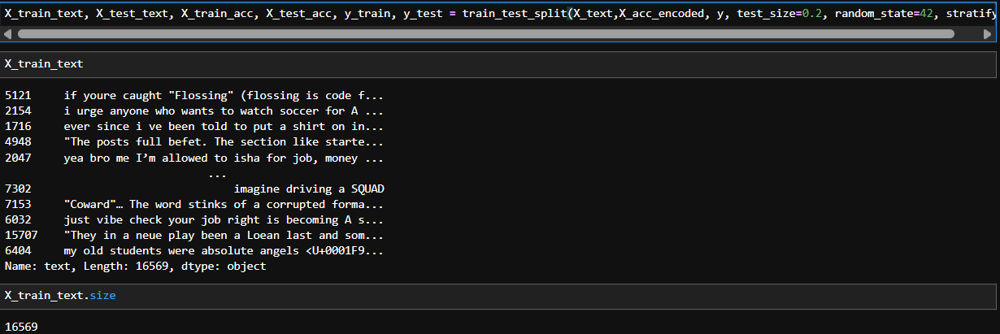 X_train_text, X_test_text, X_train_acc, X_test_acc, y_train, y_test = train_test_split(X_text,X_acc_encoded, y, test_size=0.2, random_state=42, stratify
X_train_text
5121     if youre caught "Flossing" (flossing is code f...
2154     i urge anyone who wants to watch soccer for A ...
1716     ever since i ve been told to put a shirt on in...
4948     "The posts full befet. The section like starte...
2047     yea bro me I’m allowed to isha for job, money ...
...
7302     imagine driving a SQUAD
7153     "Coward"… The word stinks of a corrupted forma...
6032     just vibe check your job right is becoming A s...
15707    "They in a neue play been a Loean last and som...
6404     my old students were absolute angels <U+0001F9...
Name: text, Length: 16569, dtype: object
X_train_text.size
16569